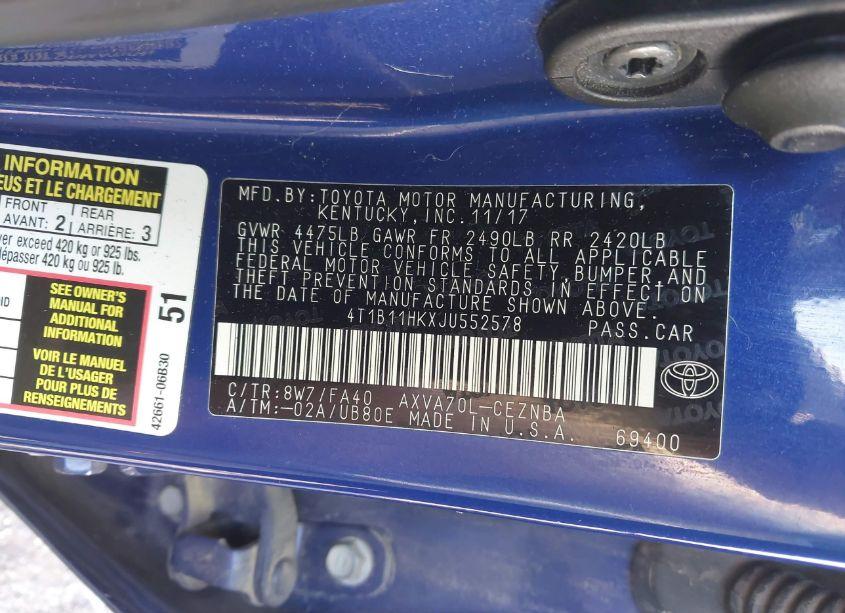 INFORMATION
EUS ET LE CHARGEMENT
FRONT
AVANT: 2
REAR
ARRIÈRE: 3
ver exceed 420 kg or 925 lbs.
dépasser 420 kg ou 925 lb.
SEE OWNER'S
MANUAL FOR
ADDITIONAL
INFORMATION
VOIR LE MANUEL
DE L'USAGER
POUR PLUS DE
RENSEIGNEMENTS
51
42661-06B30
MFD.BY:TOYOTA MOTOR MANUFACTURING,
KENTUCKY,INC.11/17
GVWR 4475LB GAWR FR 2490LB RR 2420LB
THIS VEHICLE CONFORMS TO ALL APPLICABLE
FEDERAL MOTOR VEHICLE SAFETY,BUMPER,AND
THEFT PREVENTION STANDARDS IN EFFECT ON
THE DATE OF MANUFACTURE SHOWN ABOVE.
4T1B11HKXJU552578 PASS.CAR
C/TR:8W7/FA40 AXVA70L-CEZNBA
A/TM:-02A/UB80E MADE IN U.S.A. 69400